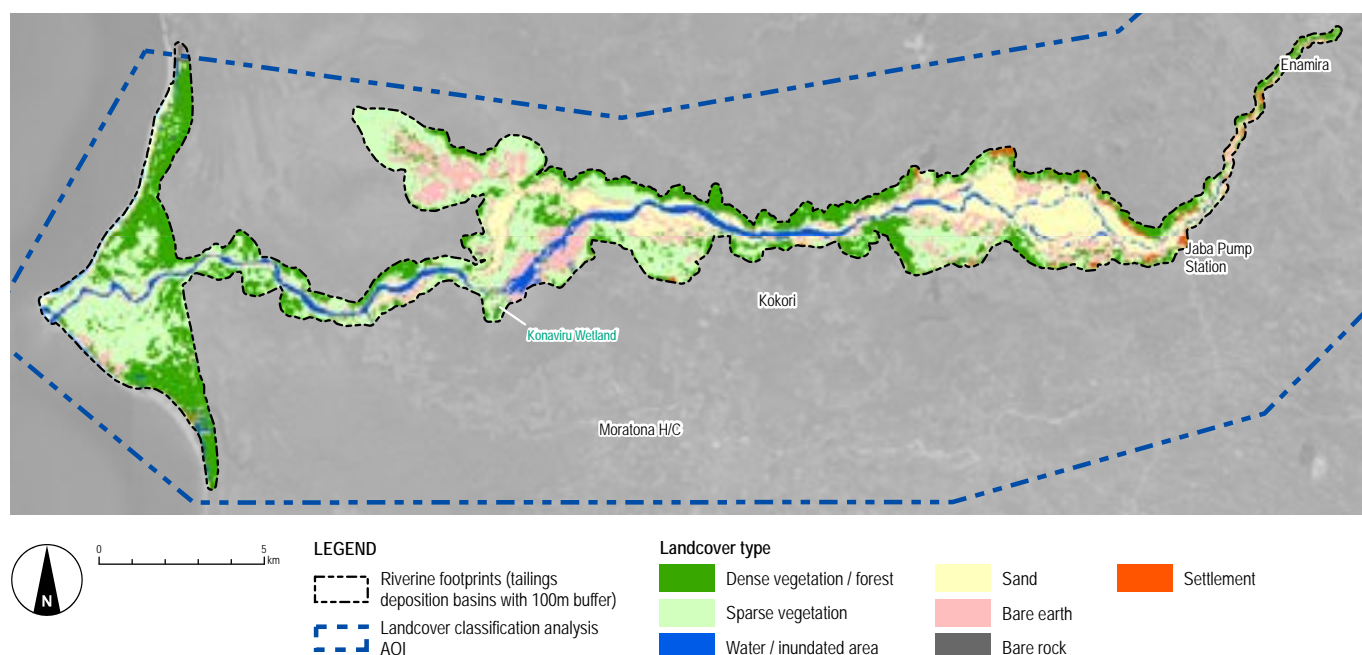 Enamira
Jaba Pump
Station
Kokori
Konaviru Wetland
Moratona H/C
0
5
km
N
LEGEND
Riverine footprints (tailings
deposition basins with 100m buffer)
Landcover classification analysis
AOI
Landcover type
Dense vegetation / forest
Sparse vegetation
Water / inundated area
Sand
Bare earth
Bare rock
Settlement